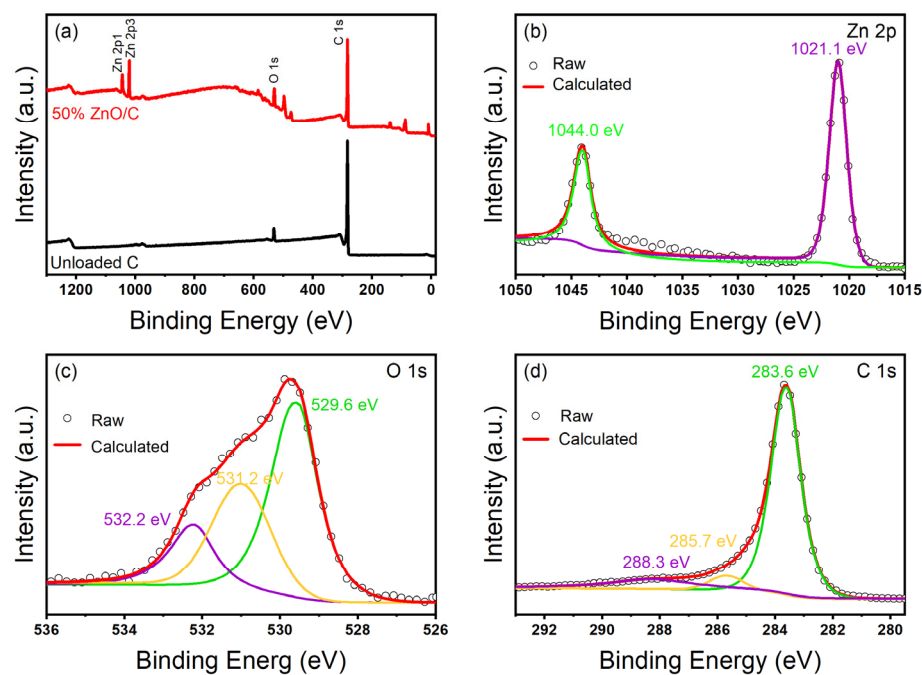 (a)
Zn 2p1
Zn 2p3
O 1s
C 1s
50% ZnO/C
Unloaded C
Intensity (a.u.)
1200 1000 800 600 400 200 0
Binding Energy (eV)
(b)
Zn 2p
Raw
Calculated
1021.1 eV
1044.0 eV
Intensity (a.u.)
1050 1045 1040 1035 1030 1025 1020 1015
Binding Energy (eV)
(c)
O 1s
Raw
Calculated
529.6 eV
531.2 eV
532.2 eV
Intensity (a.u.)
536 534 532 530 528 526
Binding Energ (eV)
(d)
C 1s
283.6 eV
Raw
Calculated
285.7 eV
288.3 eV
Intensity (a.u.)
292 290 288 286 284 282 280
Binding Energy (eV)